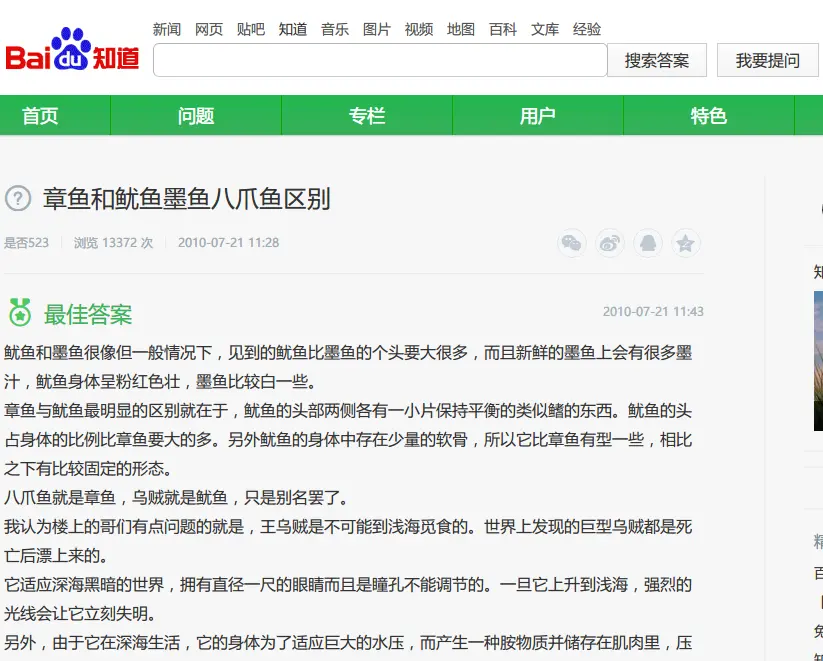 新闻 网页 贴吧 知道 音乐 图片 视频 地图 百科 文库 经验
Bai du 知道
搜索答案 我要提问
首页 问题 专栏 用户 特色
章鱼和鱿鱼墨鱼八爪鱼区别
是否523 浏览 13372 次 2010-07-21 11:28
最佳答案 2010-07-21 11:43
鱿鱼和墨鱼很像但一般情况下，见到的鱿鱼比墨鱼的个头要大很多，而且新鲜的墨鱼上会有很多墨
汁，鱿鱼身体呈粉红色壮，墨鱼比较白一些。
章鱼与鱿鱼最明显的区别就在于，鱿鱼的头部两侧各有一小片保持平衡的类似鳍的东西。鱿鱼的头
占身体的比例比章鱼要大的多。另外鱿鱼的身体中存在少量的软骨，所以它比章鱼有型一些，相比
之下有比较固定的形态。
八爪鱼就是章鱼，乌贼就是鱿鱼，只是别名罢了。
我认为楼上的哥们有点问题的就是，王乌贼是不可能到浅海觅食的。世界上发现的巨型乌贼都是死
亡后漂上来的。
它适应深海黑暗的世界，拥有直径一尺的眼睛而且是瞳孔不能调节的。一旦它上升到浅海，强烈的
光线会让它立刻失明。
另外，由于它在深海生活，它的身体为了适应巨大的水压，而产生一种胺物质并储存在肌肉里，压